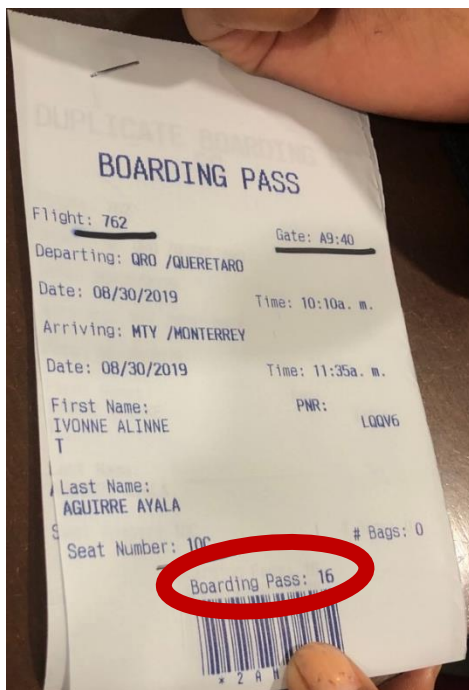 BOARDING PASS
Flight: 762
Gate: A9:40
Departing: QRO /QUERETARO
Date: 08/30/2019 Time: 10:10a. m.
Arriving: MTY /MONTERREY
Date: 08/30/2019 Time: 11:35a. m.
First Name: PNR:
IVONNE ALINNE LQQV6
T
Last Name:
AGUIRRE AYALA
Seat Number: # Bags: 0
Boarding Pass: 16
* 2 A